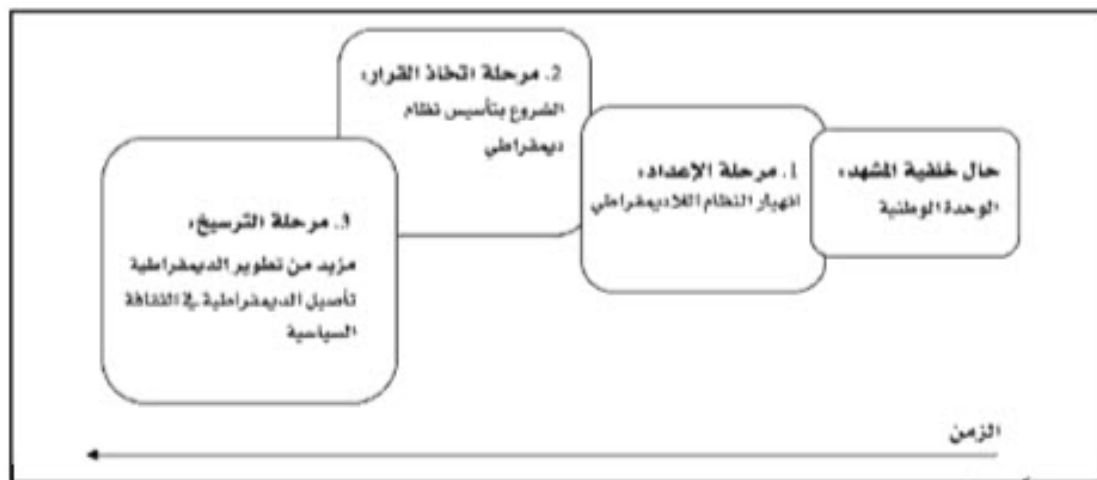 حال خلفية المشهد:
الوحدة الوطنية
1. مرحلة الإعداد:
انهيار النظام اللاديمقراطي
2. مرحلة اتخاذ القرار:
الشروع بتأسيس نظام
ديمقراطي
3. مرحلة الترسيخ:
مزيد من تطوير الديمقراطية
تأصيل الديمقراطية في الثقافة
السياسية
الزمن